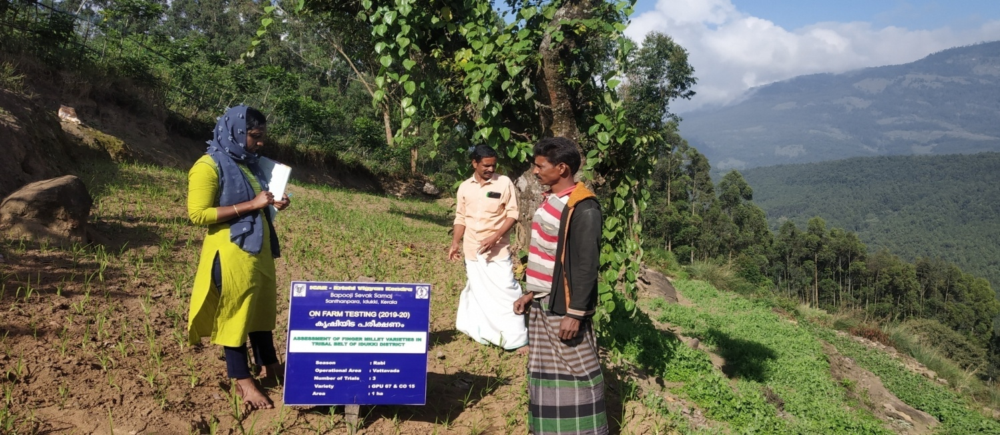 ICAR - Krishi Vigyan Kendra
Bapooji Sevak Samaj
Santhanpara, Idukki, Kerala
ON FARM TESTING (2019-20)
കൃഷിയിട പരീക്ഷണം
ASSESSMENT OF FINGER MILLET VARIETIES IN
TRIBAL BELT OF IDUKKI DISTRICT
Season : Rabi
Operational Area : Vattavada
Number of Trials : 3
Variety : GPU 67 & CO 15
Area : 1 ha